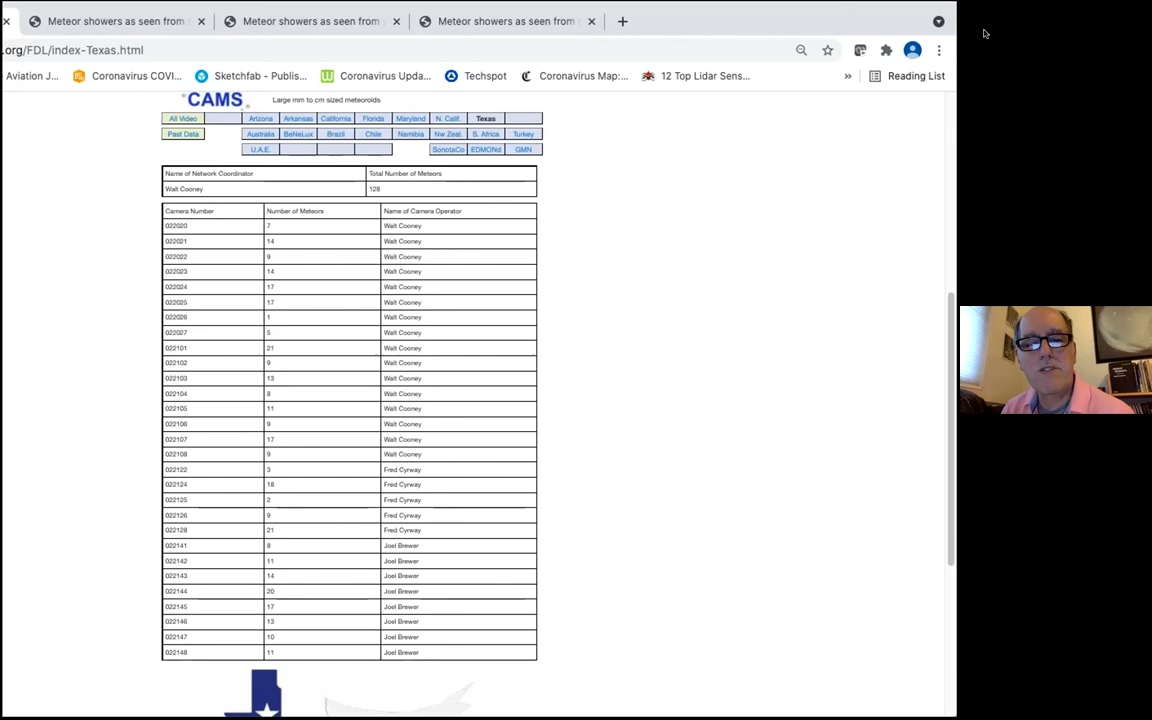 Meteor showers as seen from
Meteor showers as seen from
Meteor showers as seen from
.org/FDL/index-Texas.html
Aviation J...
Coronavirus COVI...
Sketchfab - Publis...
Coronavirus Upda...
Techspot
Coronavirus Map:...
12 Top Lidar Sens...
»
Reading List
CAMS
Large mm to cm sized meteoroids
All Video Arizona Arkansas California Florida Maryland N. Calif. Texas
Past Data Australia BeNeLux Brazil Chile Namibia Nw Zeal. S. Africa Turkey
U.A.E. SonotaCo EDMONd GMN
Name of Network Coordinator Total Number of Meteors
Walt Cooney 128
Camera Number Number of Meteors Name of Camera Operator
022020 7 Walt Cooney
022021 14 Walt Cooney
022022 9 Walt Cooney
022023 14 Walt Cooney
022024 17 Walt Cooney
022025 17 Walt Cooney
022026 1 Walt Cooney
022027 5 Walt Cooney
022101 21 Walt Cooney
022102 9 Walt Cooney
022103 13 Walt Cooney
022104 8 Walt Cooney
022105 11 Walt Cooney
022106 9 Walt Cooney
022107 17 Walt Cooney
022108 9 Walt Cooney
022122 3 Fred Cyrway
022124 18 Fred Cyrway
022125 2 Fred Cyrway
022126 9 Fred Cyrway
022128 21 Fred Cyrway
022141 8 Joel Brewer
022142 11 Joel Brewer
022143 14 Joel Brewer
022144 20 Joel Brewer
022145 17 Joel Brewer
022146 13 Joel Brewer
022147 10 Joel Brewer
022148 11 Joel Brewer